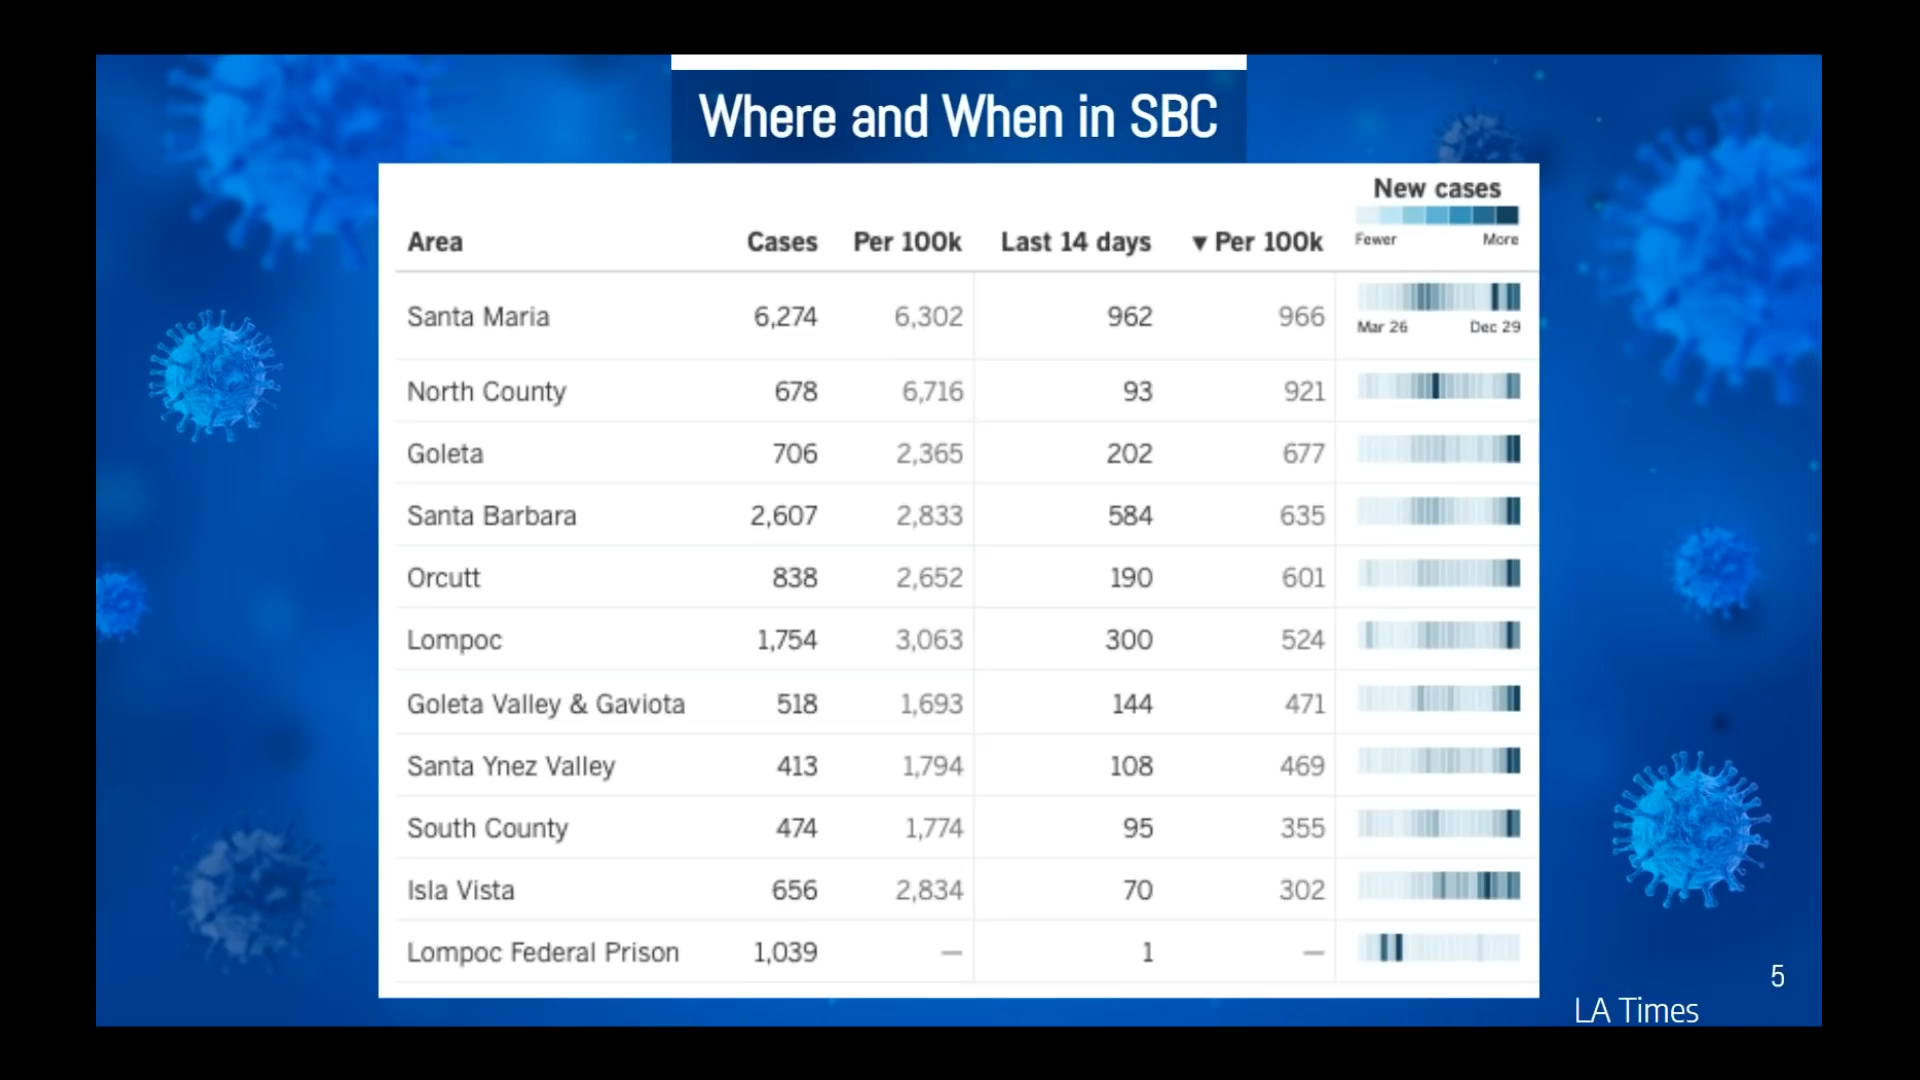 Where and When in SBC
New cases
Fewer More
Area Cases Per 100k Last 14 days ▼ Per 100k
Santa Maria 6,274 6,302 962 966
Mar 26 Dec 29
North County 678 6,716 93 921
Goleta 706 2,365 202 677
Santa Barbara 2,607 2,833 584 635
Orcutt 838 2,652 190 601
Lompoc 1,754 3,063 300 524
Goleta Valley & Gaviota 518 1,693 144 471
Santa Ynez Valley 413 1,794 108 469
South County 474 1,774 95 355
Isla Vista 656 2,834 70 302
Lompoc Federal Prison 1,039 — 1 —
5
LA Times